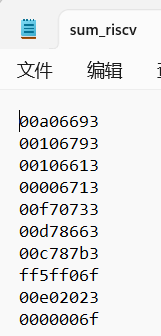 sum_riscv
文件 编辑
00a06693
00106793
00106613
00006713
00f70733
00d78663
00c787b3
ff5ff06f
00e02023
0000006f